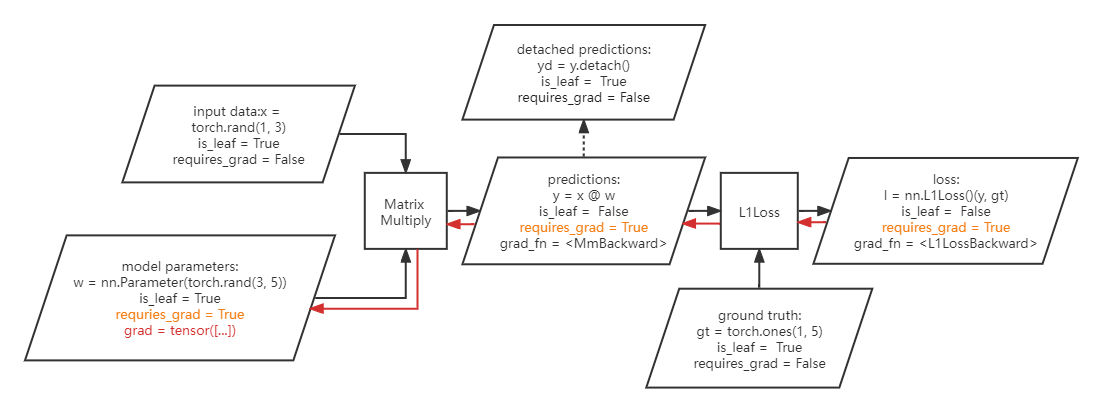 detached predictions:
yd = y.detach()
is_leaf =  True
requires_grad = False
input data:x =
torch.rand(1, 3)
is_leaf = True
requires_grad = False
Matrix
Multiply
predictions:
y = x @ w
is_leaf =  False
requires_grad = True
grad_fn = <MmBackward>
L1Loss
loss:
l = nn.L1Loss()(y, gt)
is_leaf =  False
requires_grad = True
grad_fn = <L1LossBackward>
model parameters:
w = nn.Parameter(torch.rand(3, 5))
is_leaf = True
requries_grad = True
grad = tensor([...])
ground truth:
gt = torch.ones(1, 5)
is_leaf =  True
requires_grad = False